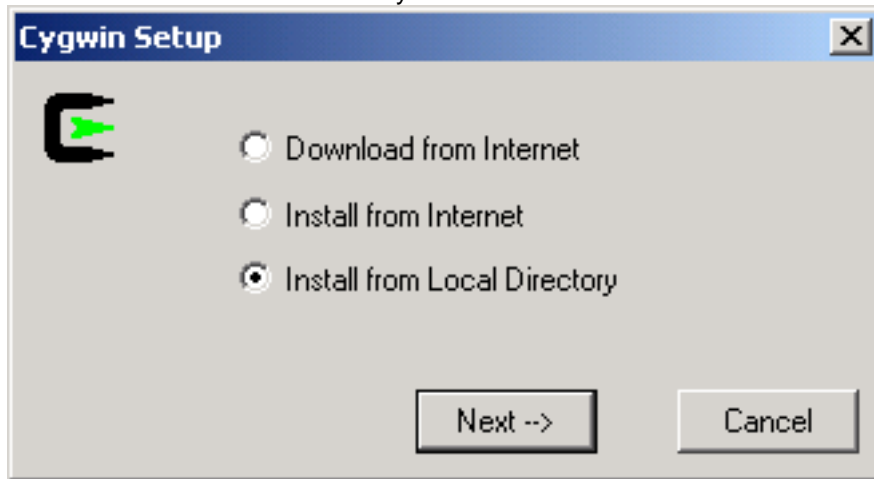 Cygwin Setup
Download from Internet
Install from Internet
Install from Local Directory
Next -->
Cancel